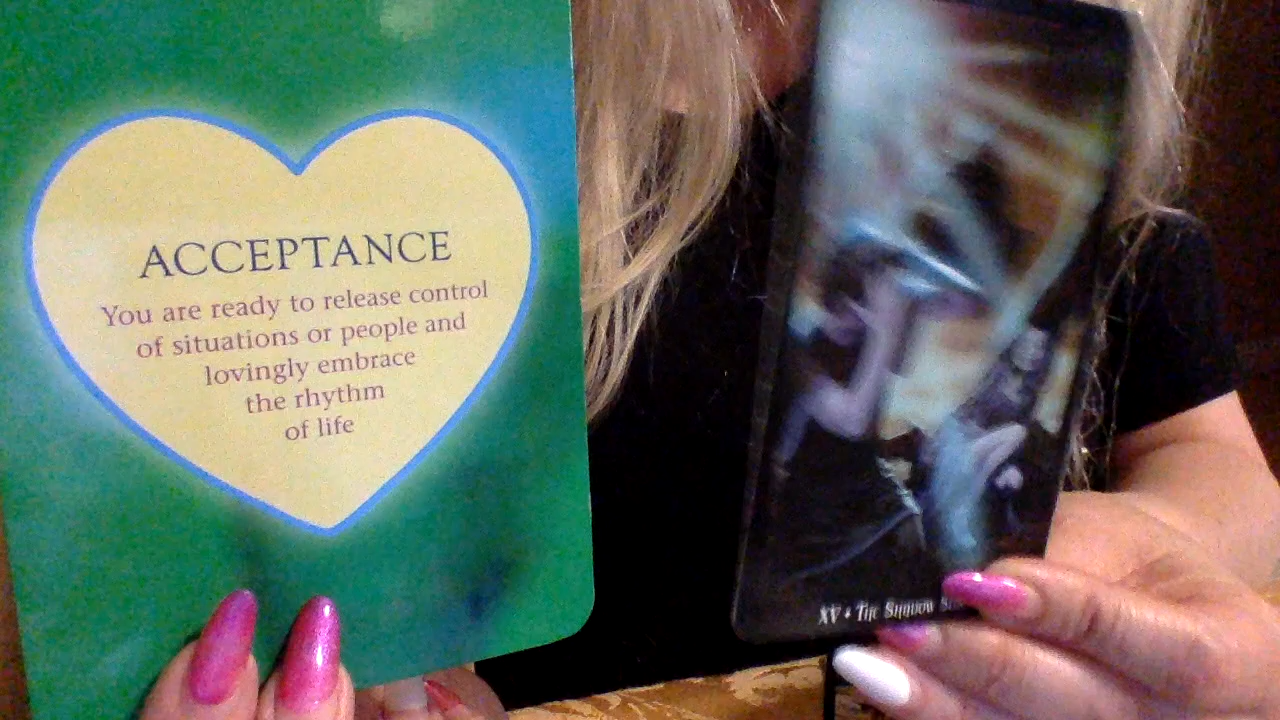 ACCEPTANCE
You are ready to release control
of situations or people and
lovingly embrace
the rhythm
of life
XV • The Shadow